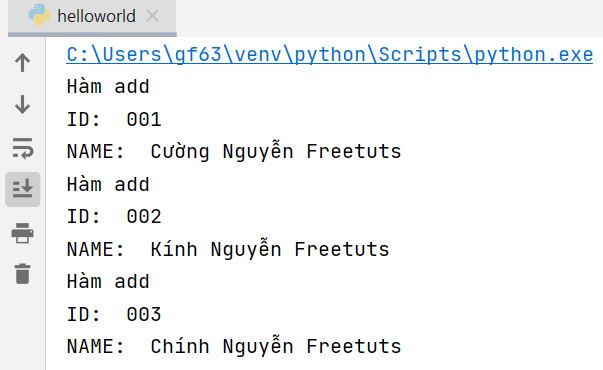 helloworld
C:\Users\gf63\venv\python\Scripts\python.exe
Hàm add
ID:  001
NAME:  Cường Nguyễn Freetuts
Hàm add
ID:  002
NAME:  Kính Nguyễn Freetuts
Hàm add
ID:  003
NAME:  Chính Nguyễn Freetuts